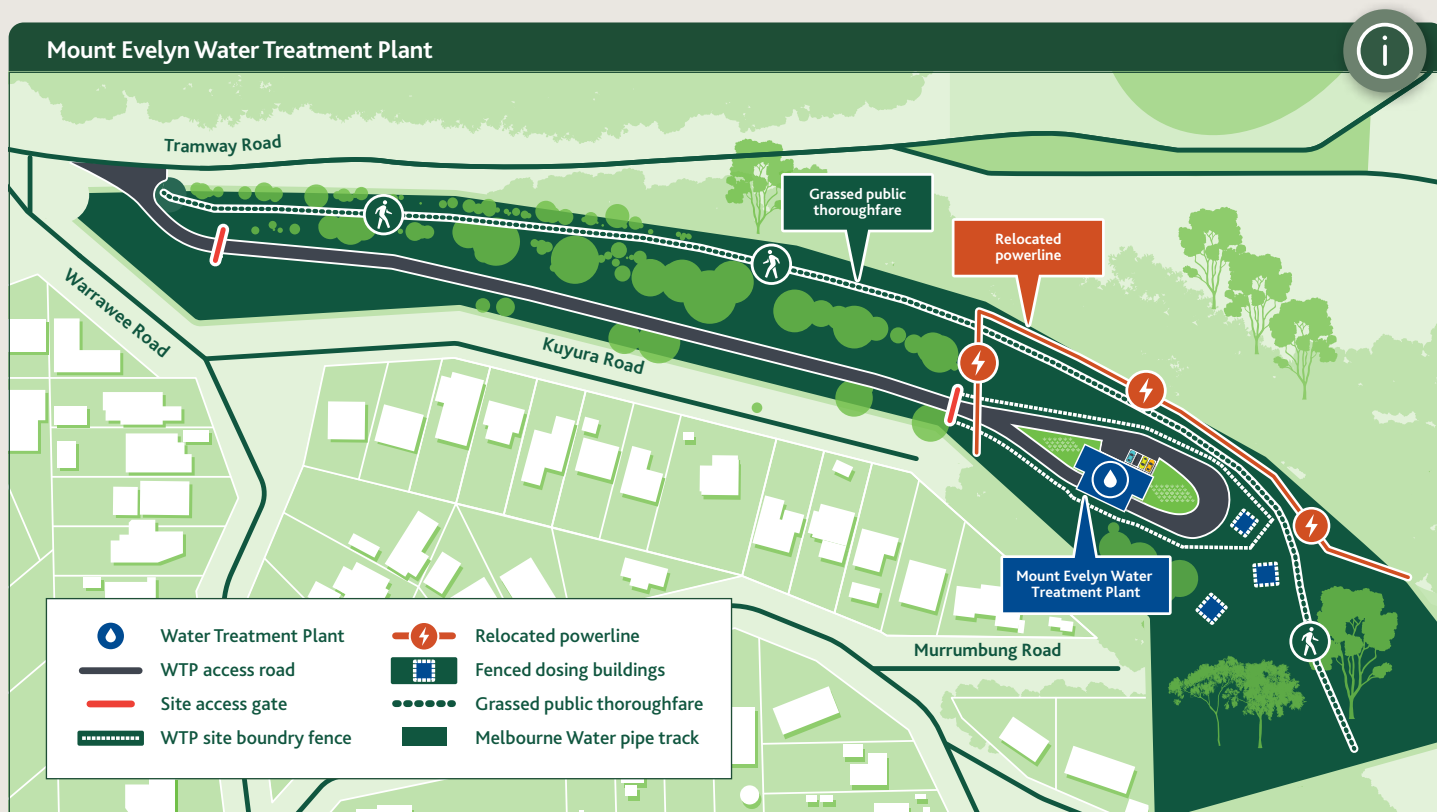 Mount Evelyn Water Treatment Plant
i
Tramway Road
Grassed public
thoroughfare
Relocated
powerline
Warrawee Road
Kuyura Road
Mount Evelyn Water
Treatment Plant
Murrumbung Road
Water Treatment Plant
WTP access road
Site access gate
WTP site boundry fence
Relocated powerline
Fenced dosing buildings
Grassed public thoroughfare
Melbourne Water pipe track